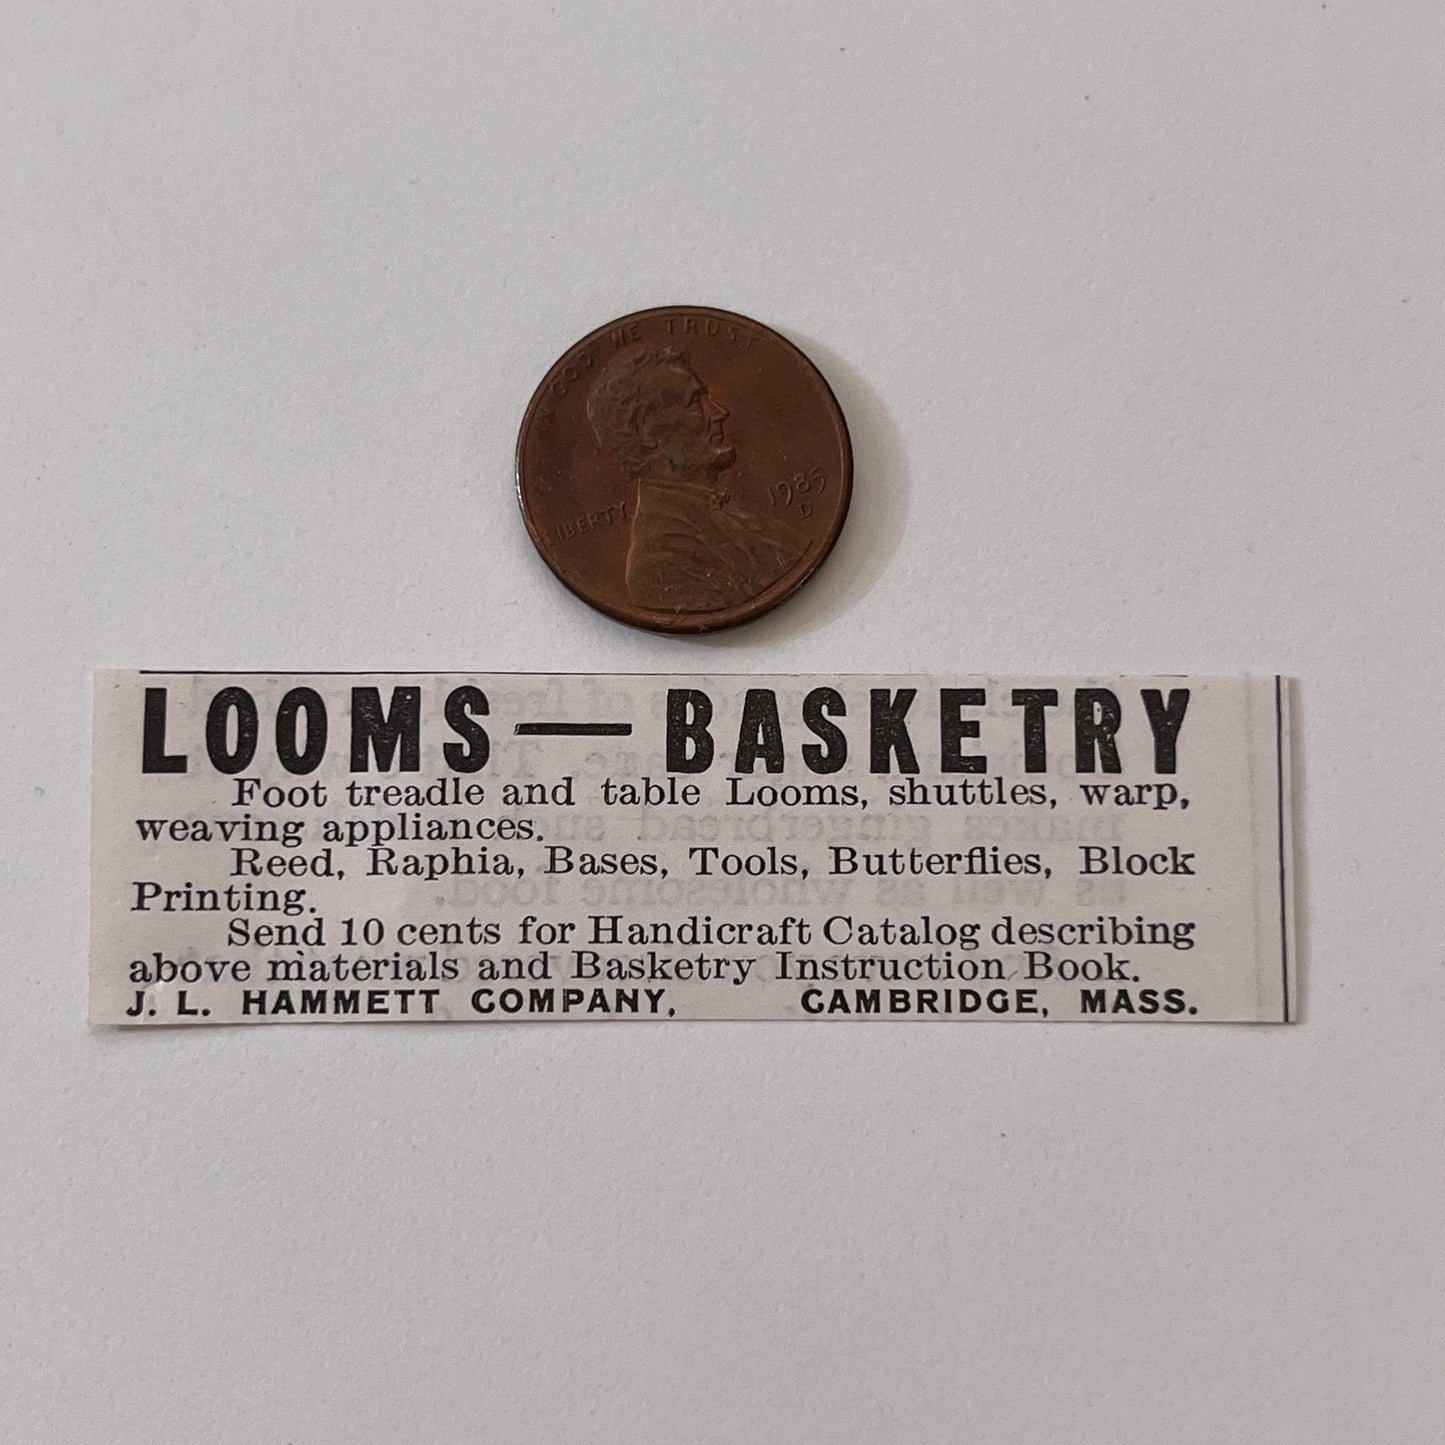 IN GOD WE TRUST
LIBERTY
1985
D
LOOMS—BASKETRY
Foot treadle and table Looms, shuttles, warp,
weaving appliances.
Reed, Raphia, Bases, Tools, Butterflies, Block
Printing.
Send 10 cents for Handicraft Catalog describing
above materials and Basketry Instruction Book.
J. L. HAMMETT COMPANY, CAMBRIDGE, MASS.